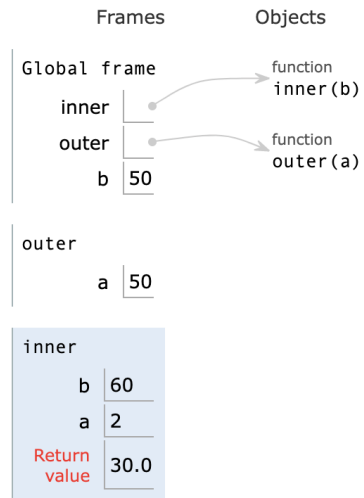 Frames Objects
Global frame
inner
outer
b 50
function
inner(b)
function
outer(a)
outer
a 50
inner
b 60
a 2
Return
value 30.0